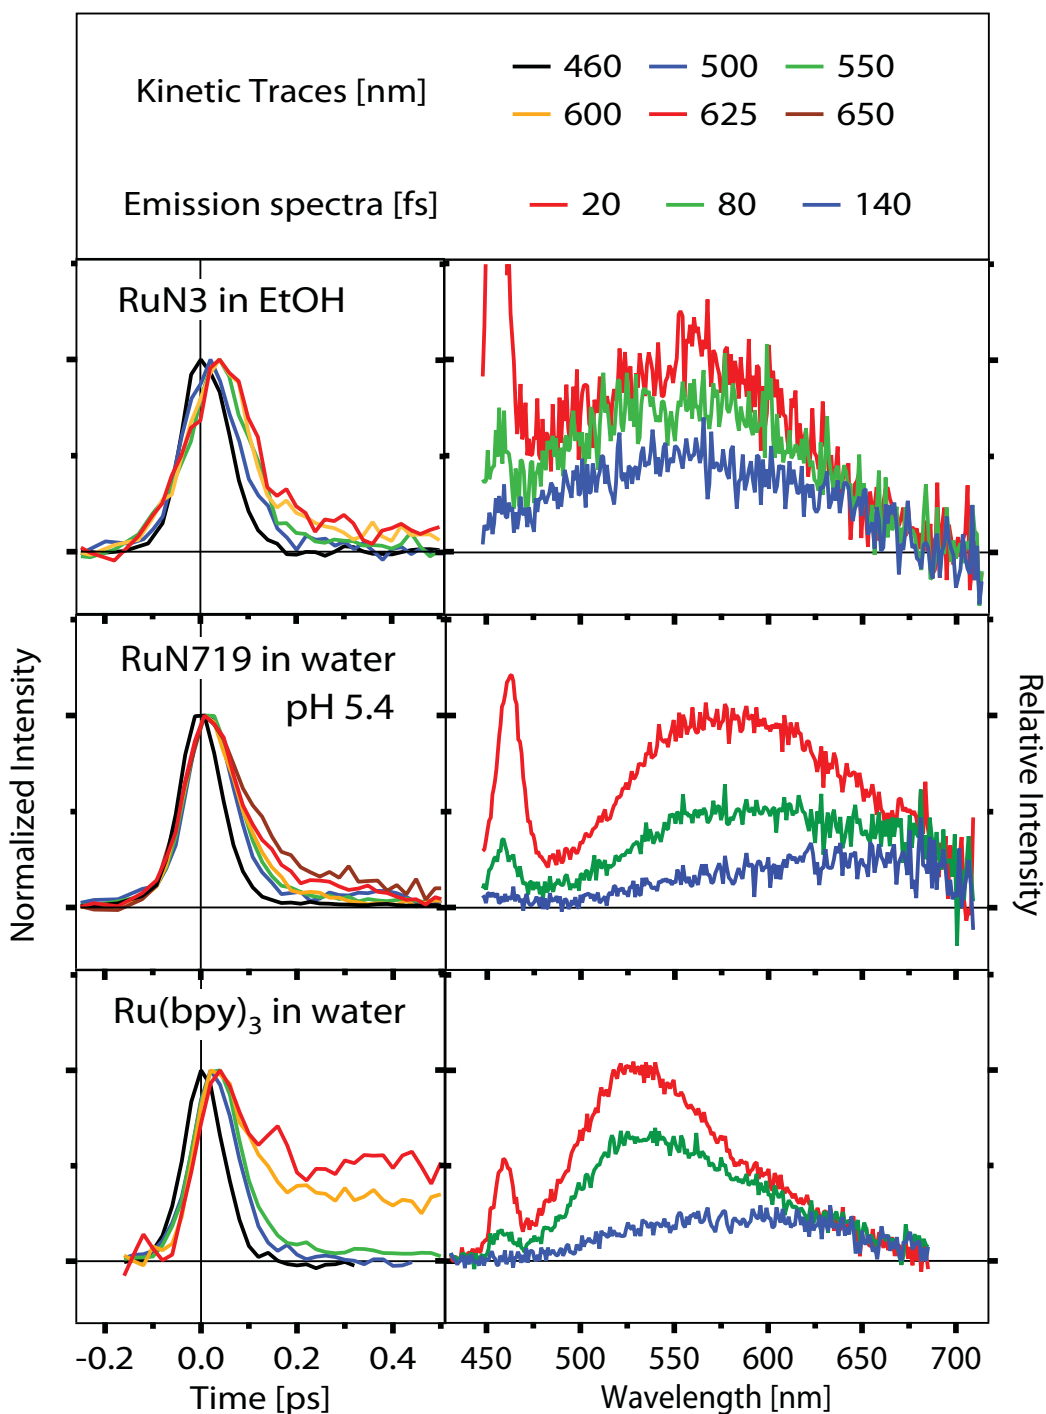 Kinetic Traces [nm]
460 500 550
600 625 650
Emission spectra [fs] 20 80 140
RuN3 in EtOH
RuN719 in water
pH 5.4
Normalized Intensity
Relative Intensity
Ru(bpy)3 in water
-0.2 0.0 0.2 0.4
450 500 550 600 650 700
Time [ps]
Wavelength [nm]